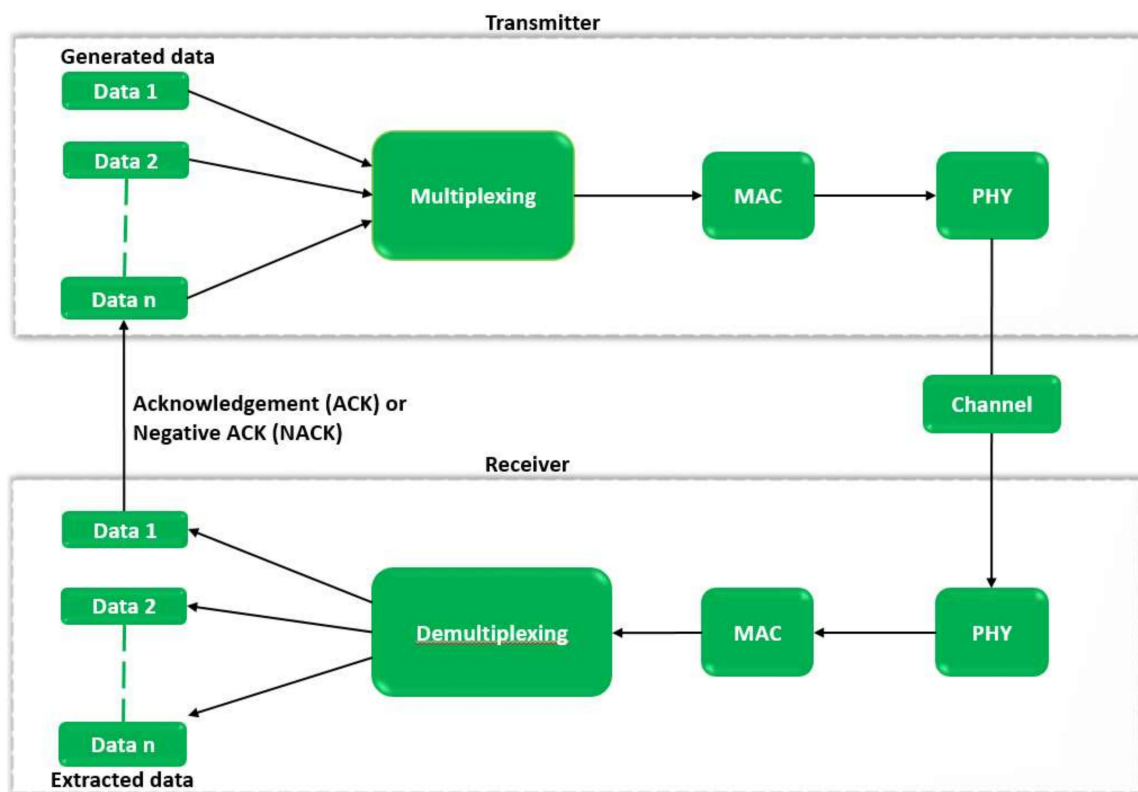 Transmitter
Generated data
Data 1
Data 2
Data n
Multiplexing
MAC
PHY
Channel
Acknowledgement (ACK) or
Negative ACK (NACK)
Receiver
Data 1
Data 2
Data n
Extracted data
Demultiplexing
MAC
PHY